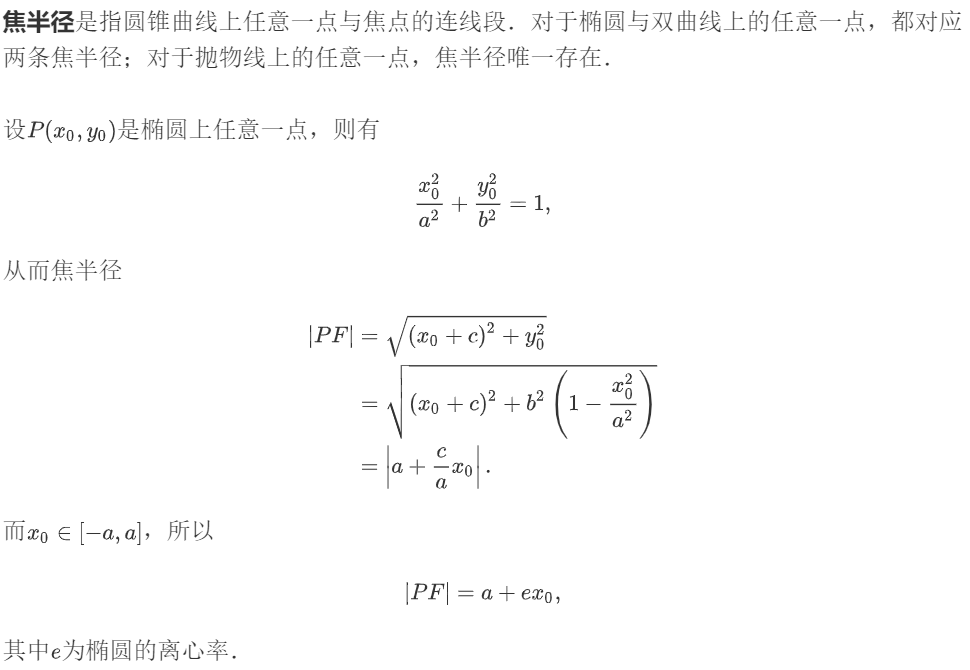 焦半径是指圆锥曲线上任意一点与焦点的连线段．对于椭圆与双曲线上的任意一点，都对应
两条焦半径；对于抛物线上的任意一点，焦半径唯一存在．
设$P(x_0,y_0)$是椭圆上任意一点，则有
$$\frac{x_0^2}{a^2}+\frac{y_0^2}{b^2}=1,$$
从而焦半径
$$|PF|=\sqrt{(x_0+c)^2+y_0^2}$$
$$=\sqrt{(x_0+c)^2+b^2\left(1-\frac{x_0^2}{a^2}\right)}$$
$$=\left|a+\frac{c}{a}x_0\right|.$$
而$x_0\in[-a,a]$，所以
$$|PF|=a+ex_0,$$
其中$e$为椭圆的离心率．